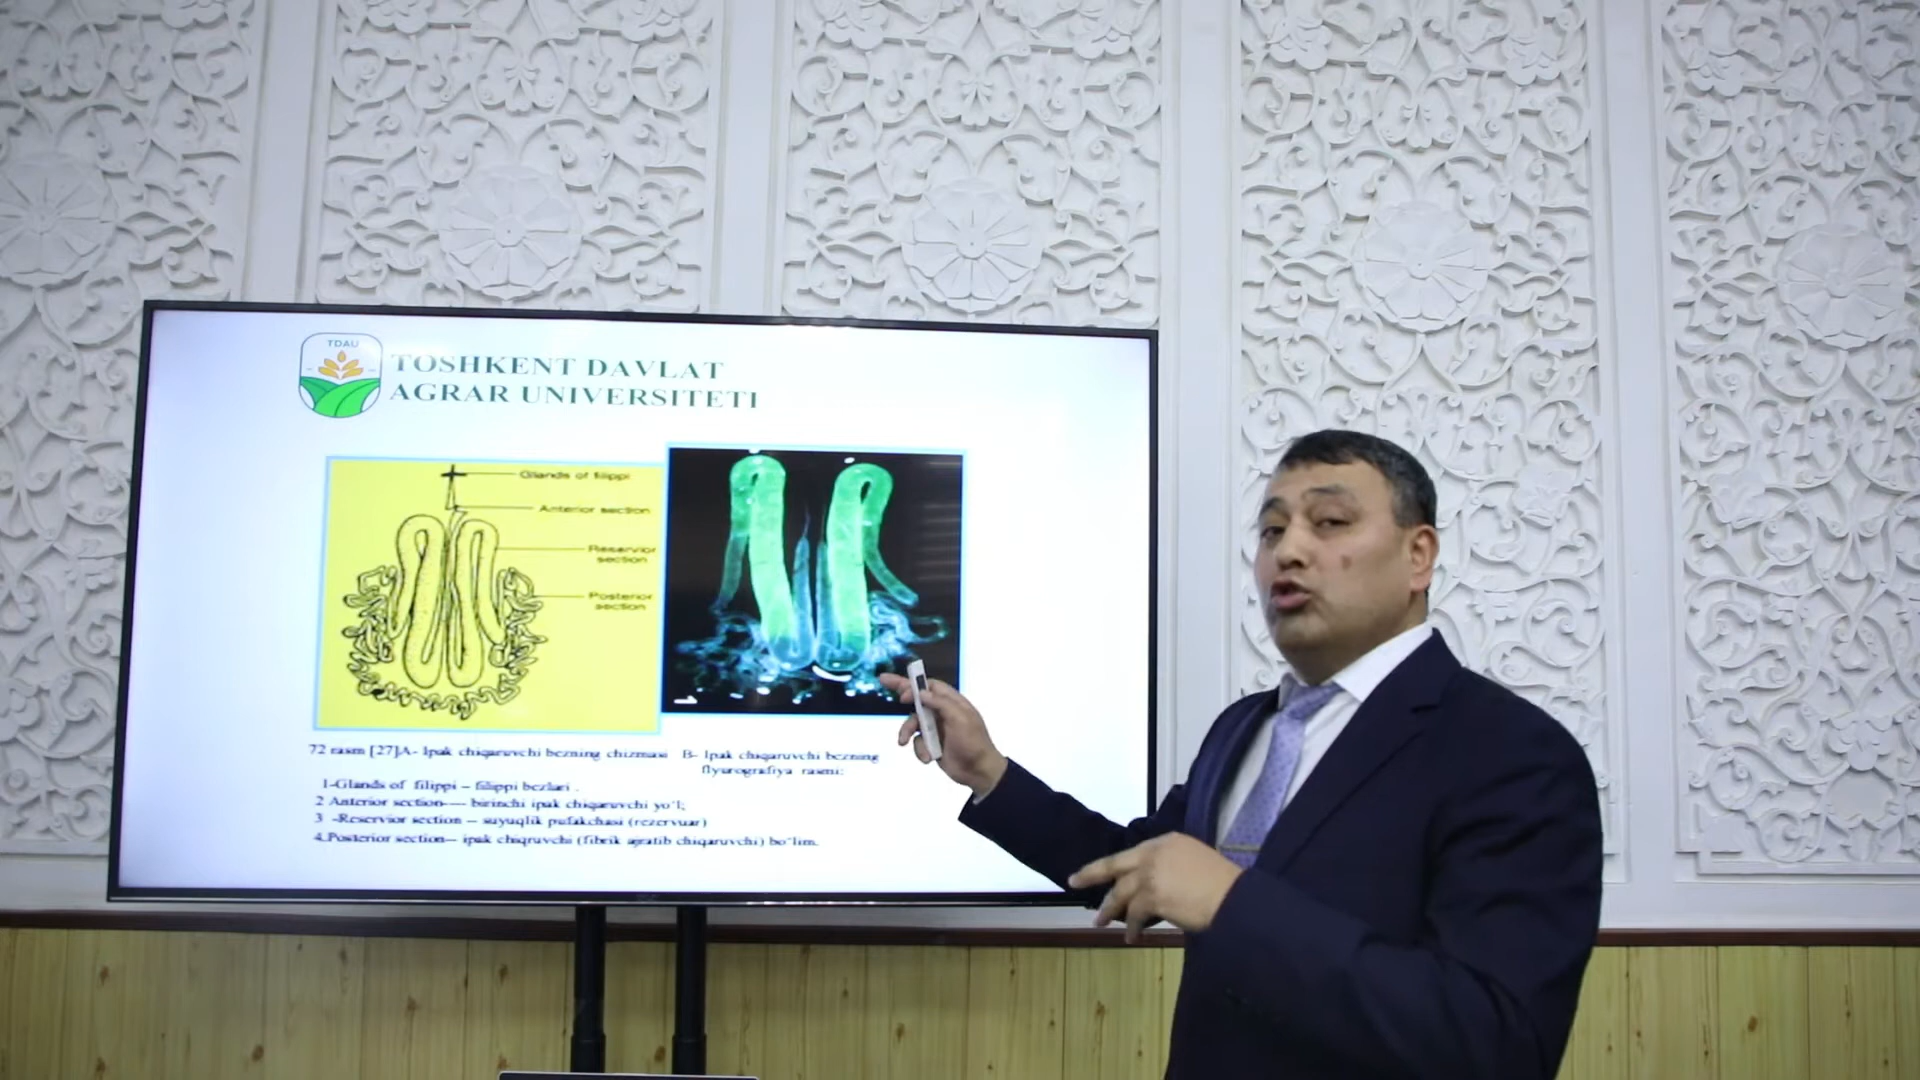 TDAU
TOSHKENT DAVLAT
AGRAR UNIVERSITETI
Glands of filippi
Anterior section
Reservior
section
Posterior
section
72 rasm [27]A- Ipak chiqaruvchi bezning chizmasi B- Ipak chiqaruvchi bezning
flyurografiya rasmi:
1-Glands of filippi – filippi bezlari .
2 Anterior section---- birinchi ipak chiqaruvchi yo‘l;
3 -Reservior section – suyuqlik pufakchasi (rezervuar)
4.Posterior section– ipak chiqruvchi (fibrik ajratib chiqaruvchi) bo‘lim.